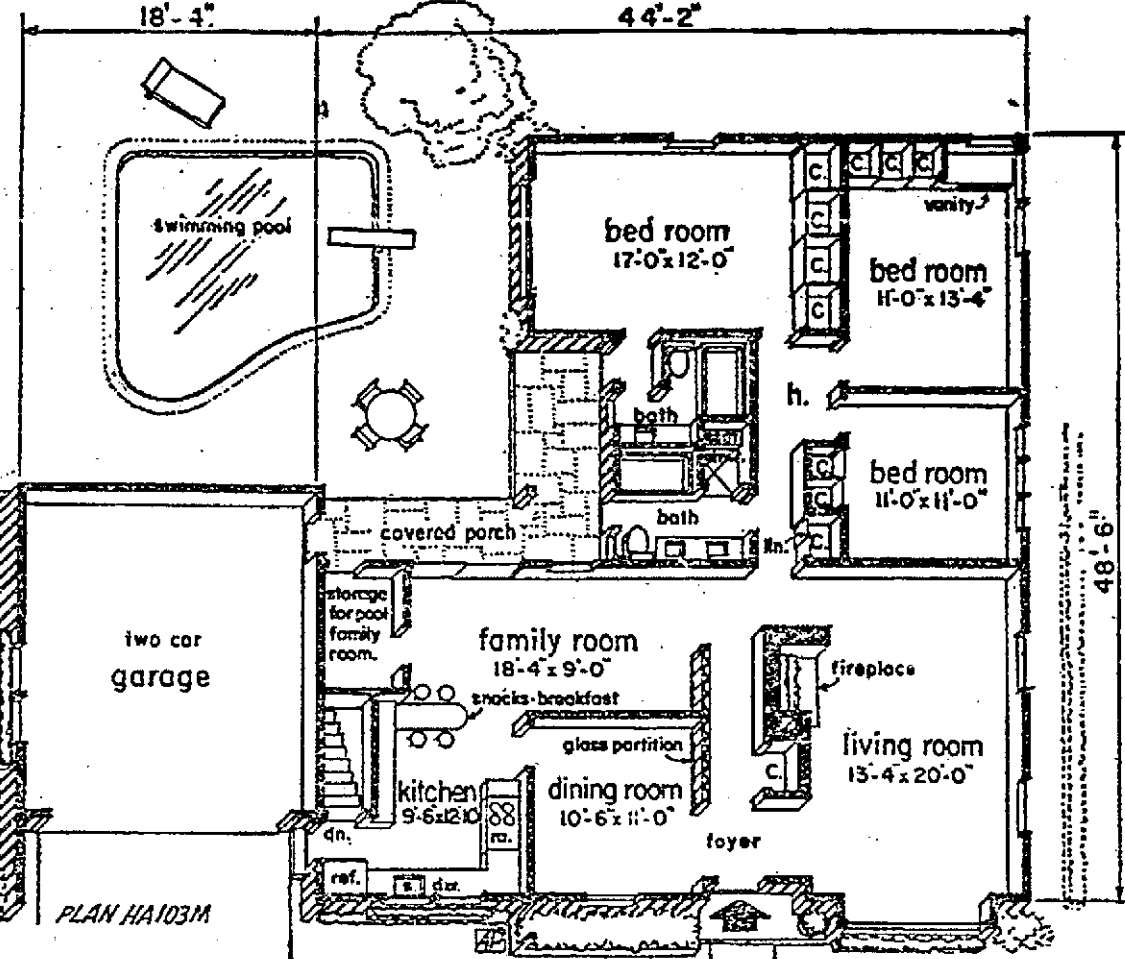 18'-4"
44'-2"
swimming pool
bed room
17'-0" x 12'-0"
C.
C.
C.
C.
C.
C.
C.
vanity
bed room
11'-0" x 13'-4"
h.
bath
bed room
11'-0" x 11'-0"
C.
C.
C.
lin.
bath
covered porch
48'-6"
storage
for pool
family
room.
two car
garage
family room
18'-4" x 9'-0"
snacks-breakfast
fireplace
glass partition
living room
13'-4" x 20'-0"
C.
kitchen
9'-6x12'10
dining room
10'-6" x 11'-0"
ra.
dn.
foyer
ref.
s
dw.
PLAN HA103M